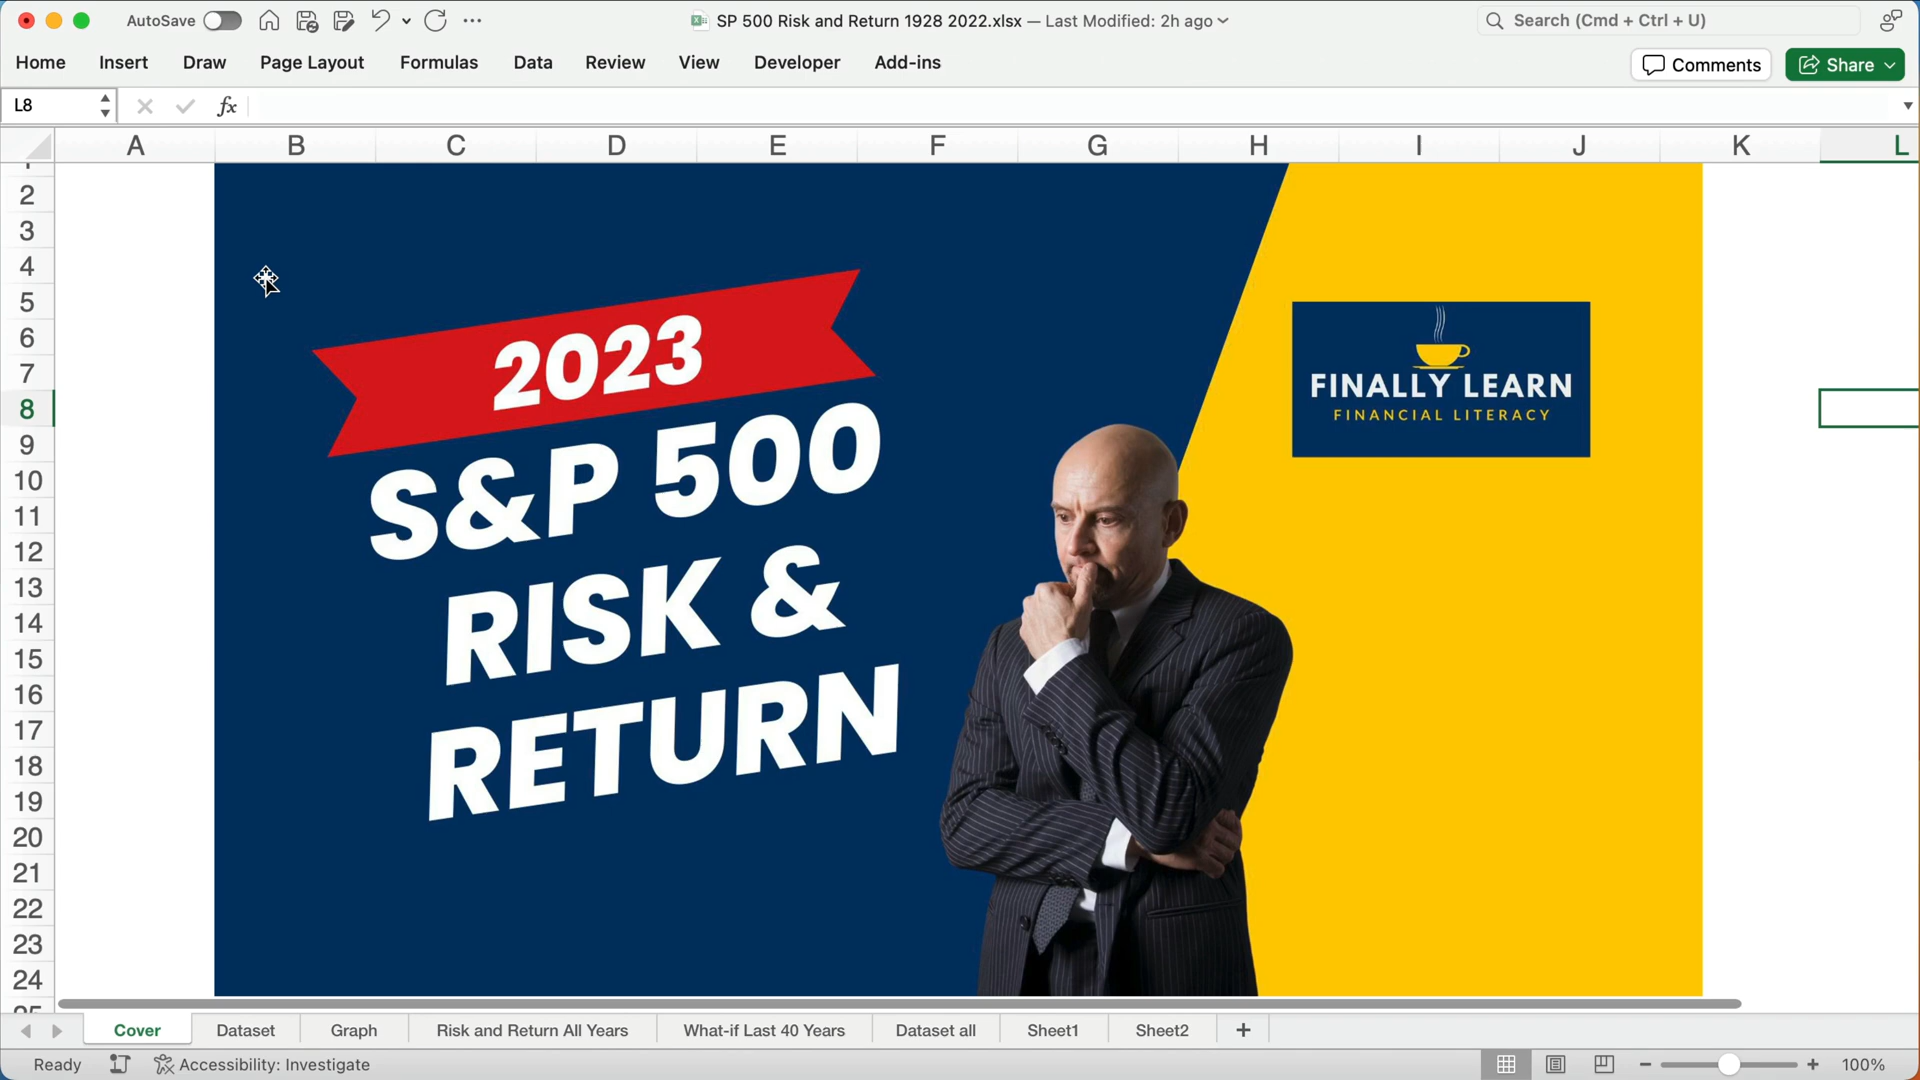 AutoSave
SP 500 Risk and Return 1928 2022.xlsx — Last Modified: 2h ago
Search (Cmd + Ctrl + U)
Home Insert Draw Page Layout Formulas Data Review View Developer Add-ins
Comments Share
L8 fx
A B C D E F G H I J K L
2
3
4
5
6
7
8
9
10
11
12
13
14
15
16
17
18
19
20
21
22
23
24
2023
S&P 500
RISK &
RETURN
FINALLY LEARN
FINANCIAL LITERACY
Cover Dataset Graph Risk and Return All Years What-if Last 40 Years Dataset all Sheet1 Sheet2 +
Ready Accessibility: Investigate 100%